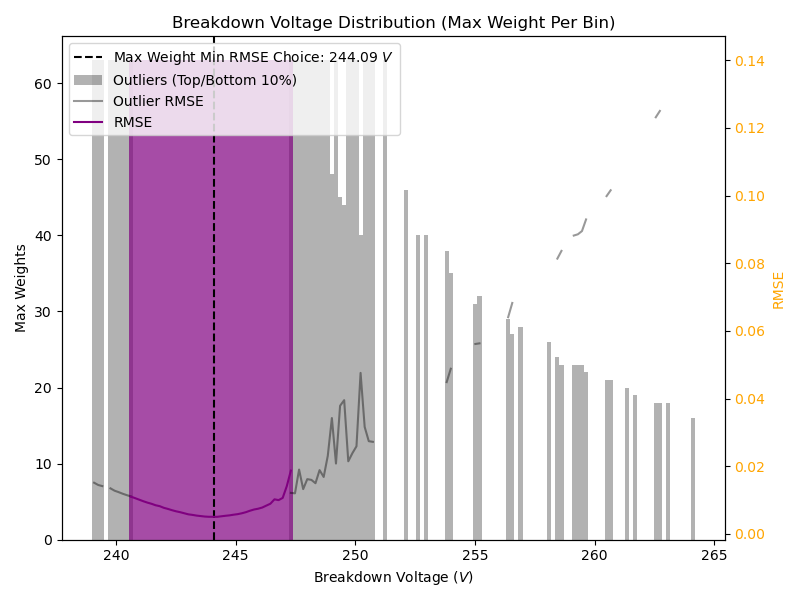 Breakdown Voltage Distribution (Max Weight Per Bin)
Max Weight Min RMSE Choice: 244.09 V
Outliers (Top/Bottom 10%)
Outlier RMSE
RMSE
Max Weights
60
50
40
30
20
10
0
0.14
0.12
0.10
0.08
0.06
0.04
0.02
0.00
RMSE
240
245
250
255
260
265
Breakdown Voltage (V)